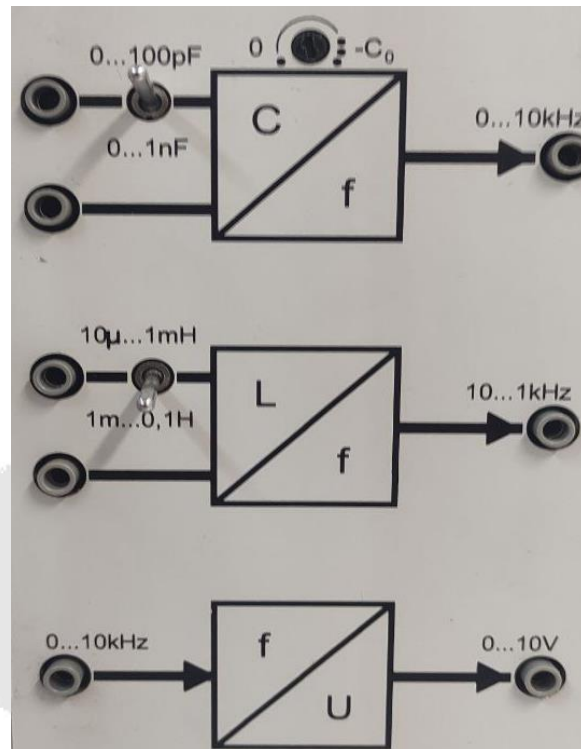 0...100pF
0 -C₀
C
0...10kHz
0...1nF
f
10µ...1mH
L
10...1kHz
1m...0,1H
f
0...10kHz
f
0...10V
U